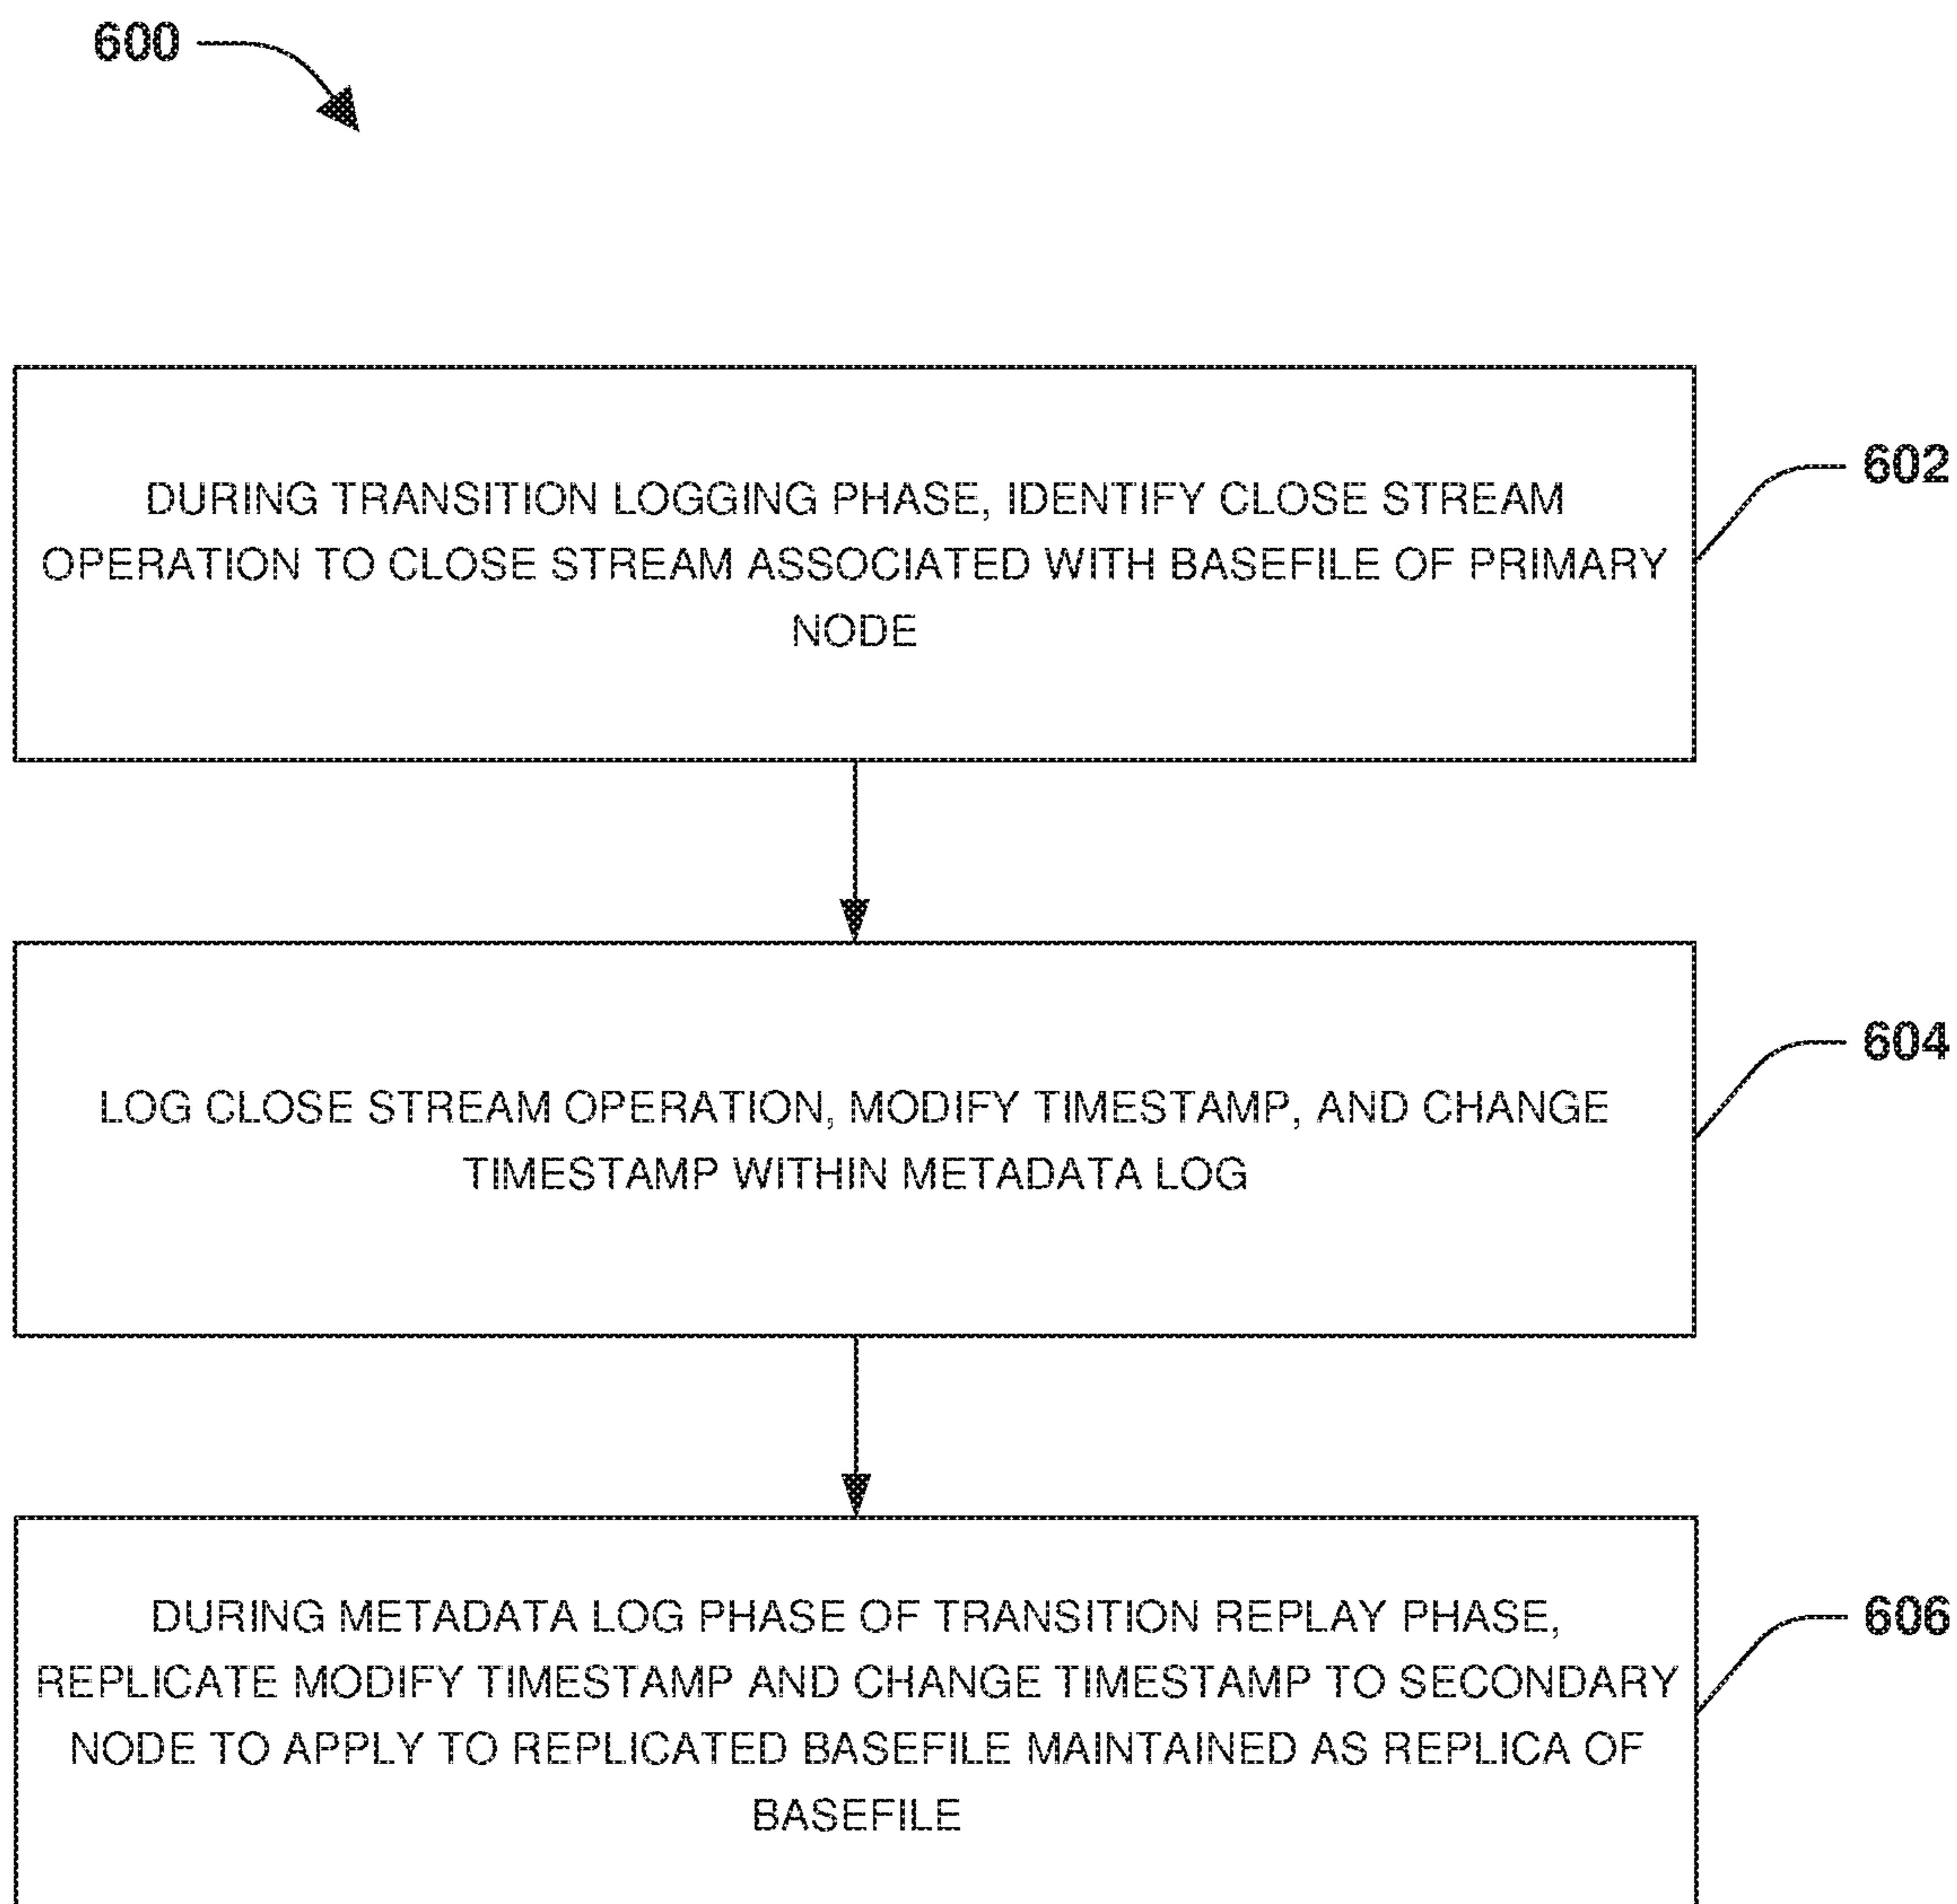 600
DURING TRANSITION LOGGING PHASE, IDENTIFY CLOSE STREAM
OPERATION TO CLOSE STREAM ASSOCIATED WITH BASEFILE OF PRIMARY
NODE
602
LOG CLOSE STREAM OPERATION, MODIFY TIMESTAMP, AND CHANGE
TIMESTAMP WITHIN METADATA LOG
604
DURING METADATA LOG PHASE OF TRANSITION REPLAY PHASE,
REPLICATE MODIFY TIMESTAMP AND CHANGE TIMESTAMP TO SECONDARY
NODE TO APPLY TO REPLICATED BASEFILE MAINTAINED AS REPLICA OF
BASEFILE
606